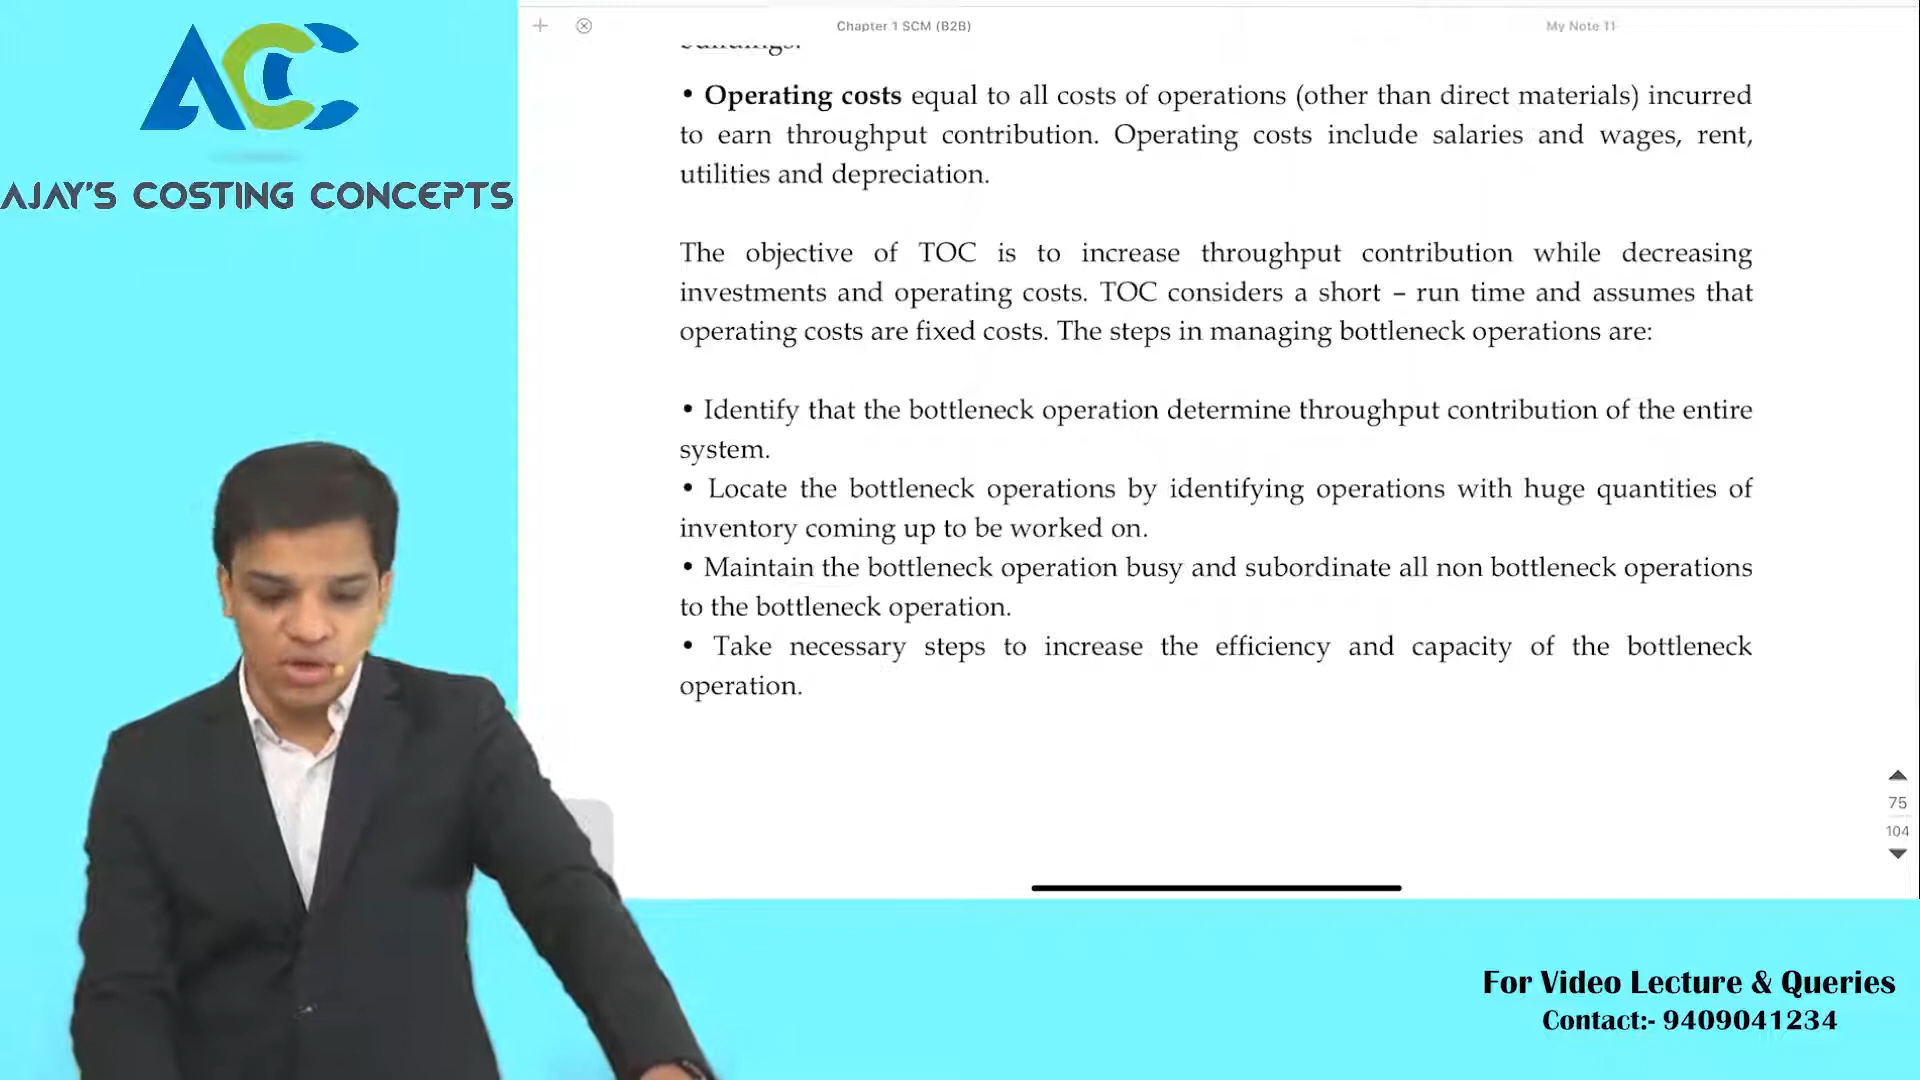 ACC
AJAY'S COSTING CONCEPTS
Chapter 1 SCM (B2B)
My Note 11
buildings.
• Operating costs equal to all costs of operations (other than direct materials) incurred
to earn throughput contribution. Operating costs include salaries and wages, rent,
utilities and depreciation.
The objective of TOC is to increase throughput contribution while decreasing
investments and operating costs. TOC considers a short – run time and assumes that
operating costs are fixed costs. The steps in managing bottleneck operations are:
• Identify that the bottleneck operation determine throughput contribution of the entire
system.
• Locate the bottleneck operations by identifying operations with huge quantities of
inventory coming up to be worked on.
• Maintain the bottleneck operation busy and subordinate all non bottleneck operations
to the bottleneck operation.
• Take necessary steps to increase the efficiency and capacity of the bottleneck
operation.
75
104
For Video Lecture & Queries
Contact:- 9409041234